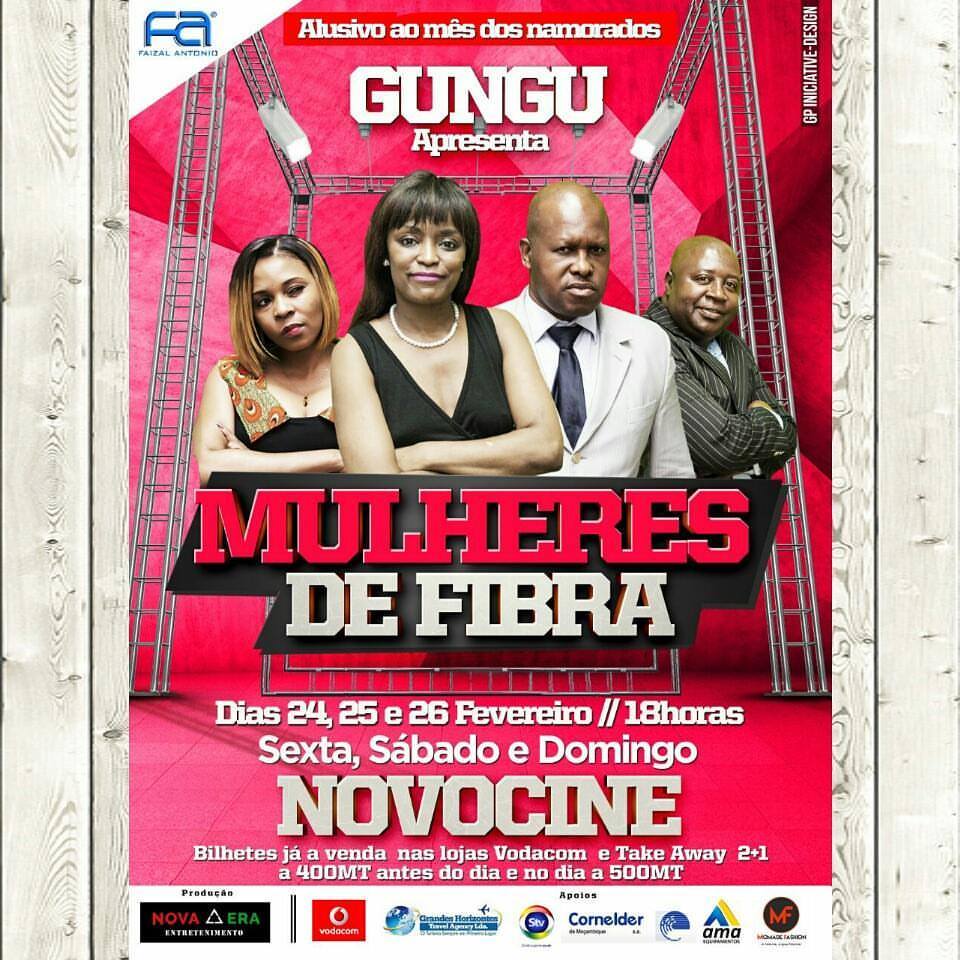 FAIZAL ANTONIO
Alusivo ao mês dos namorados
GUNGU
Apresenta
GP INICIATIVE-DESIGN
MULHERES
DE FIBRA
Dias 24, 25 e 26 Fevereiro // 18horas
Sexta, Sábado e Domingo
NOVOCINE
Bilhetes já a venda nas lojas Vodacom e Take Away 2+1
a 400MT antes do dia e no dia a 500MT
Produção
Apoios
NOVA ERA
ENTRETENIMENTO
vodacom
Grandes Horizontes
Travel Agency Lda.
Stv
Cornelder
de Moçambique s.a.
ama
EQUIPAMENTOS
MF
MOMADE FASHION